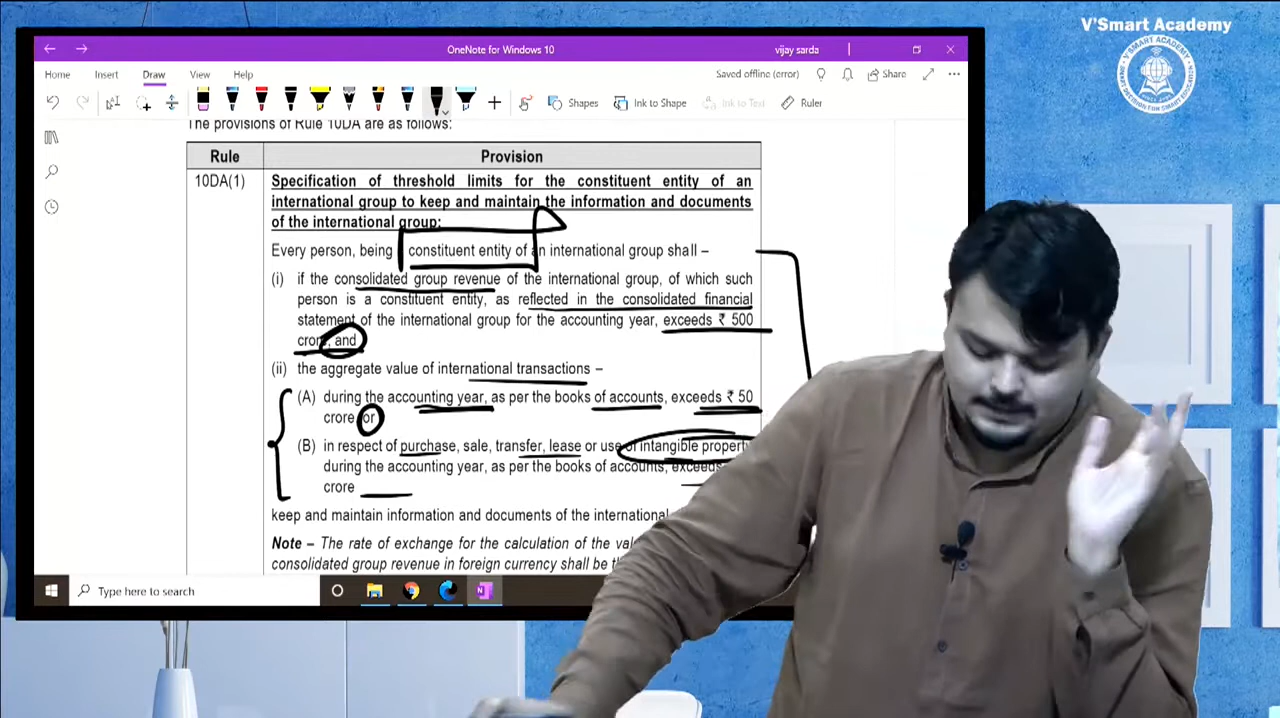 V'Smart Academy
OneNote for Windows 10
vijay sarda
Home Insert Draw View Help
Saved offline (error)
Share
Shapes
Ink to Shape
Ink to Text
Ruler
The provisions of Rule 10DA are as follows:
Rule Provision
10DA(1) Specification of threshold limits for the constituent entity of an
international group to keep and maintain the information and documents
of the international group:
Every person, being constituent entity of an international group shall –
(i) if the consolidated group revenue of the international group, of which such
person is a constituent entity, as reflected in the consolidated financial
statement of the international group for the accounting year, exceeds ₹ 500
crore, and
(ii) the aggregate value of international transactions –
(A) during the accounting year, as per the books of accounts, exceeds ₹ 50
crore or
(B) in respect of purchase, sale, transfer, lease or use of intangible property
during the accounting year, as per the books of accounts, exceeds
crore
keep and maintain information and documents of the international
Note – The rate of exchange for the calculation of the
consolidated group revenue in foreign currency shall be
Type here to search